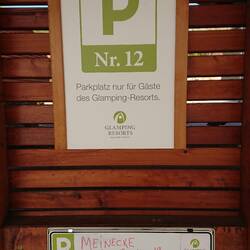 P
Nr. 12
Parkplatz nur für Gäste
des Glamping-Resorts.
GLAMPING
RESORTS
P MEINECKE